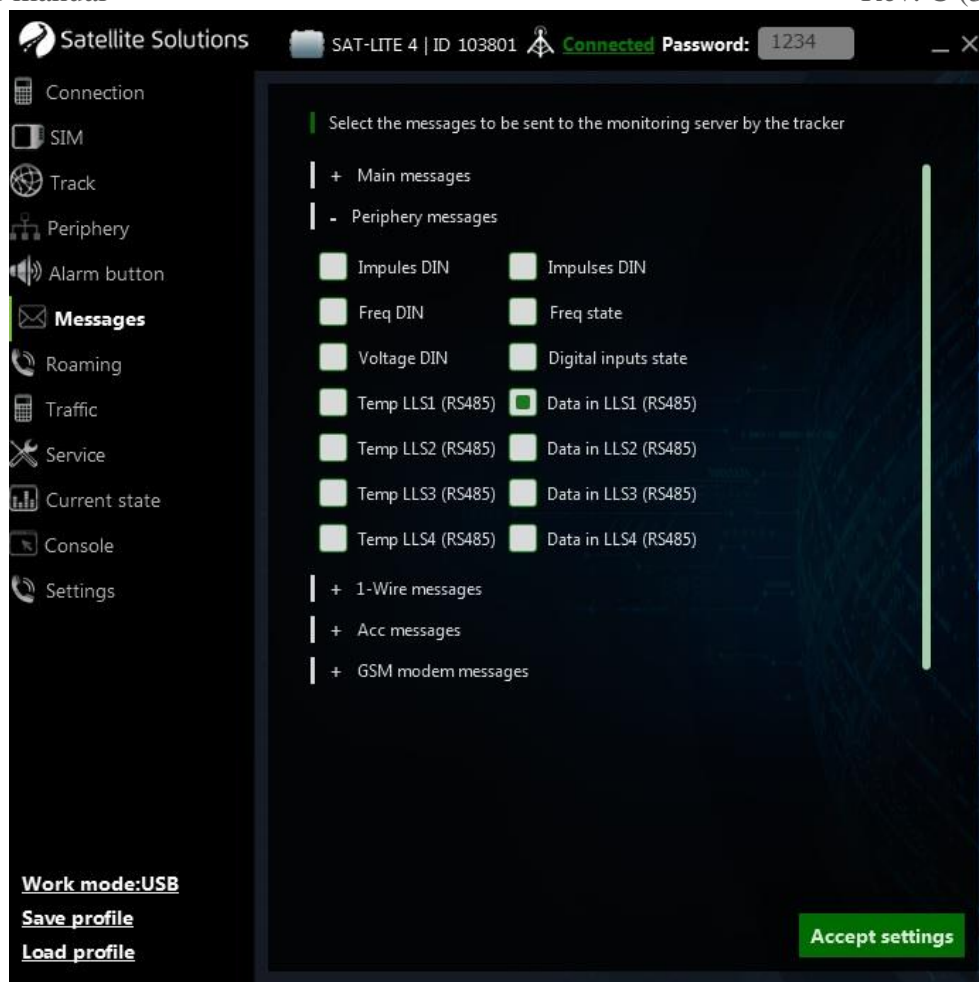 manual
Satellite Solutions
SAT-LITE 4 | ID 103801 Connected Password: 1234
Connection
SIM
Track
Periphery
Alarm button
Messages
Roaming
Traffic
Service
Current state
Console
Settings
Work mode:USB
Save profile
Load profile
Select the messages to be sent to the monitoring server by the tracker
+ Main messages
- Periphery messages
Impules DIN Impulses DIN
Freq DIN Freq state
Voltage DIN Digital inputs state
Temp LLS1 (RS485) Data in LLS1 (RS485)
Temp LLS2 (RS485) Data in LLS2 (RS485)
Temp LLS3 (RS485) Data in LLS3 (RS485)
Temp LLS4 (RS485) Data in LLS4 (RS485)
+ 1-Wire messages
+ Acc messages
+ GSM modem messages
Accept settings